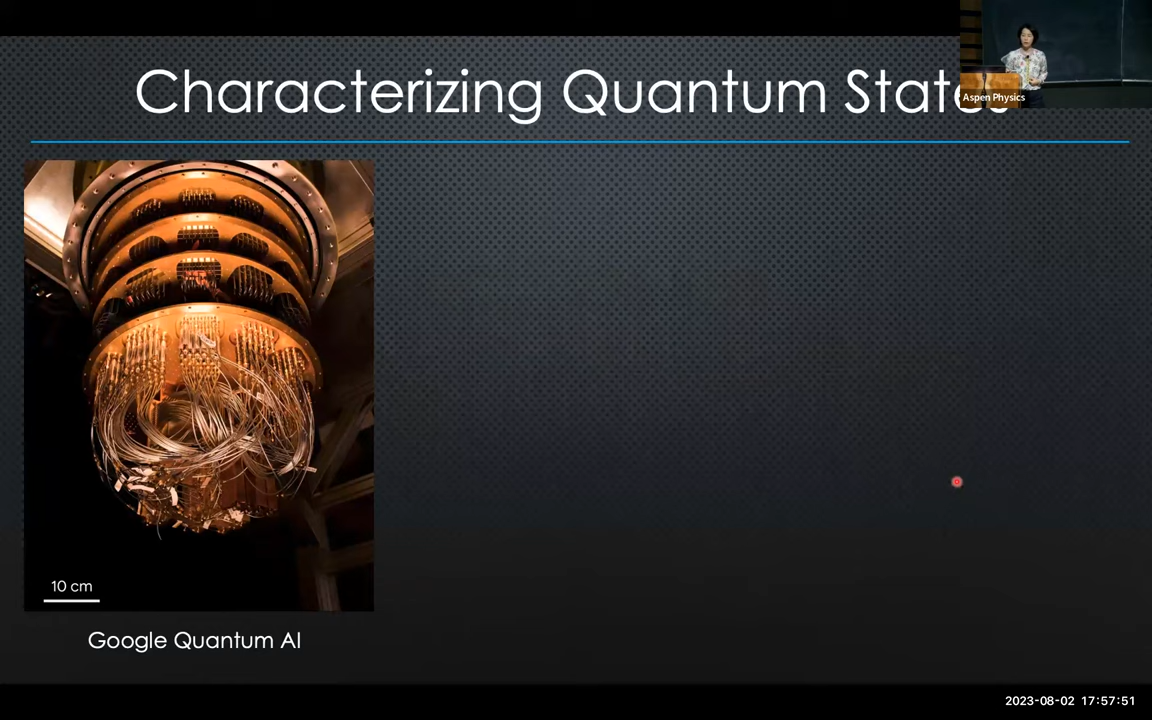 Characterizing Quantum States
Aspen Physics
10 cm
Google Quantum AI
2023-08-02 17:57:51